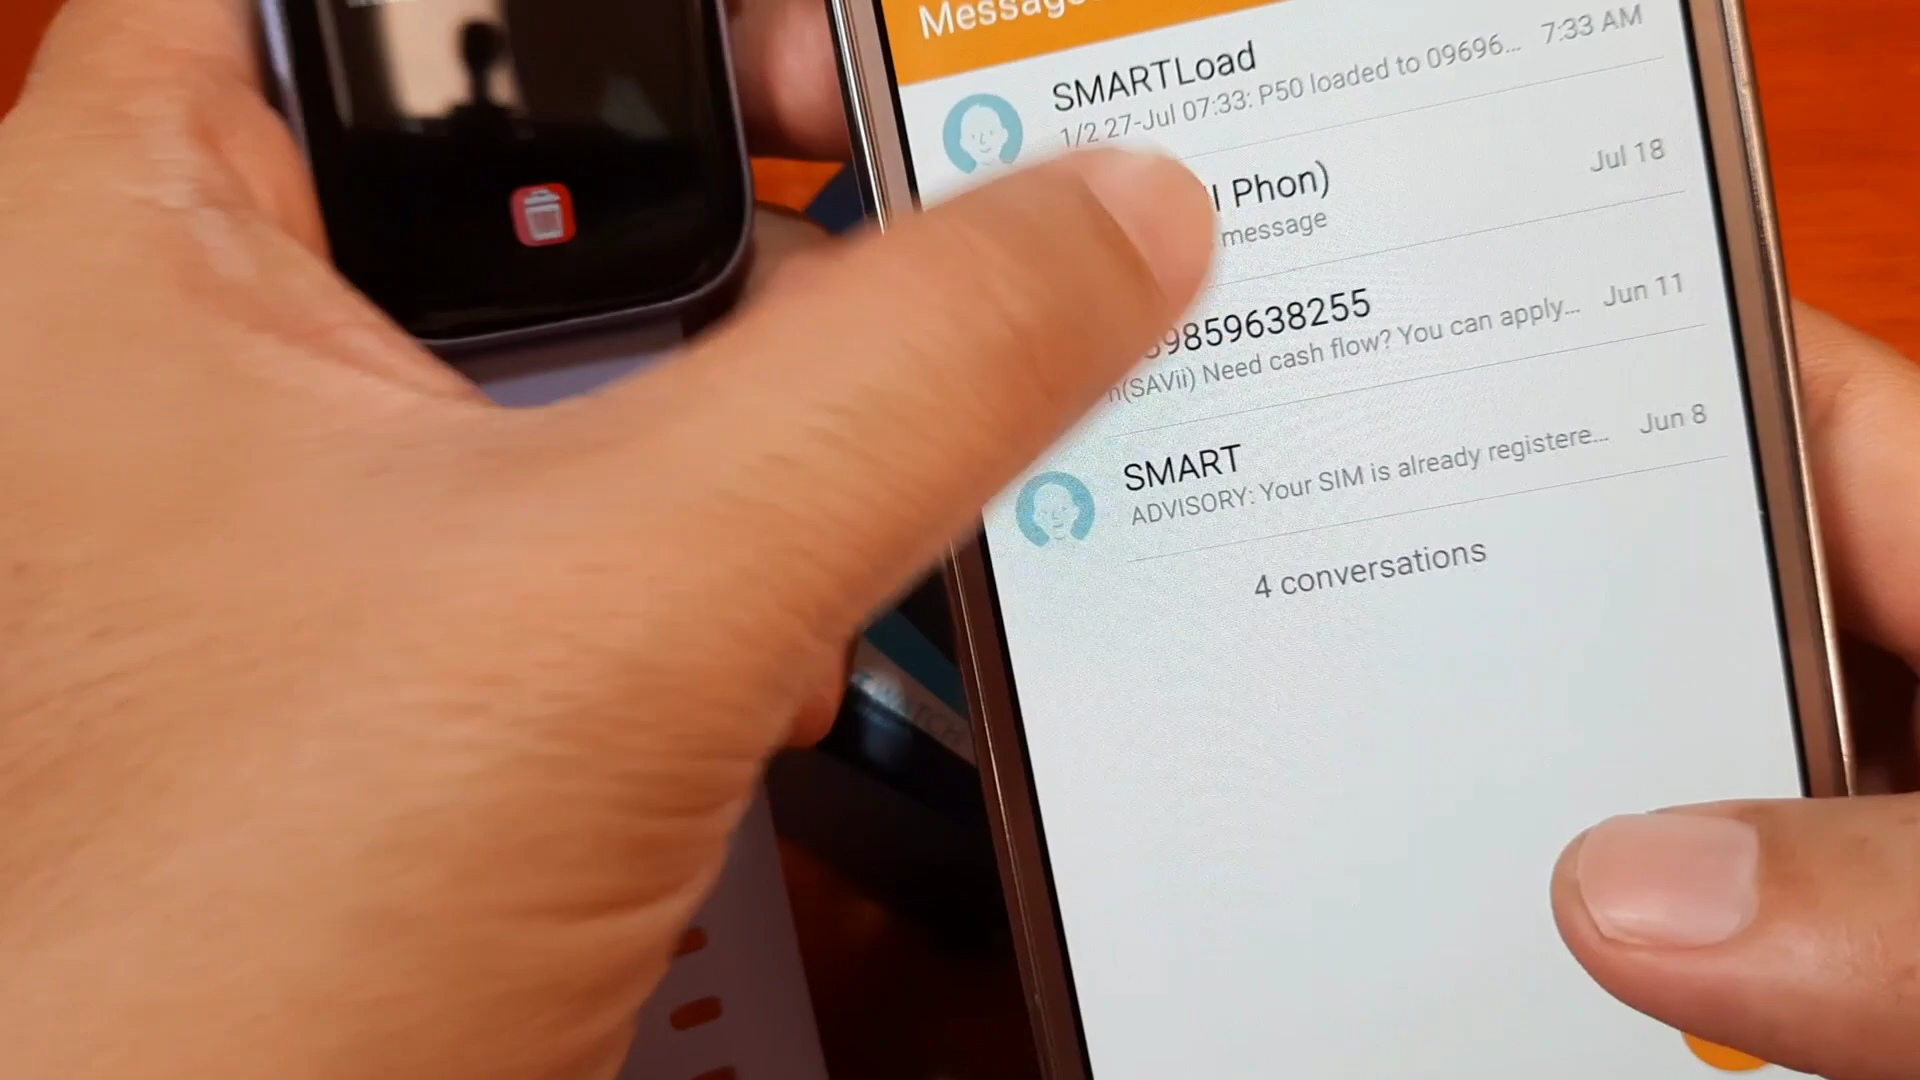 Message
SMARTLoad
7:33 AM
1/2 27-Jul 07:33: P50 loaded to 09696...
Phon)
Jul 18
message
9859638255
Jun 11
(SAVii) Need cash flow? You can apply...
SMART
Jun 8
ADVISORY: Your SIM is already registere...
4 conversations
WATCH